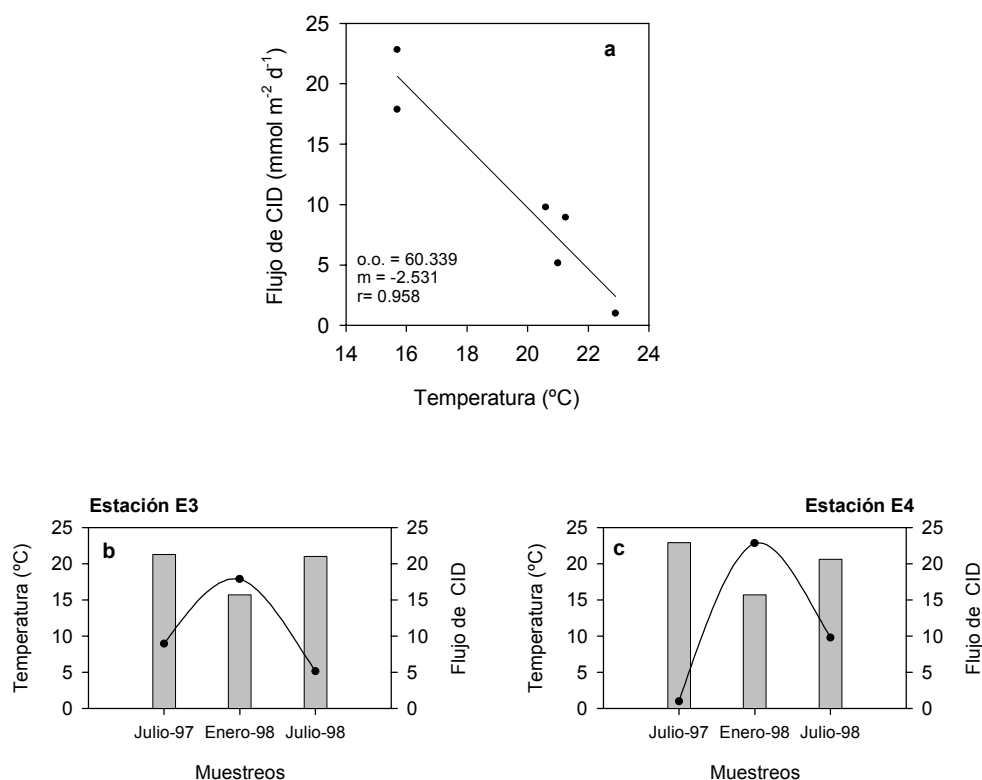 a
25
20
15
10
5
0
Flujo de CID (mmol m⁻² d⁻¹)
o.o. = 60.339
m = -2.531
r= 0.958
14 16 18 20 22 24
Temperatura (ºC)
Estación E3
b
25 25
20 20
15 15
10 10
5 5
0 0
Temperatura (ºC)
Flujo de CID
Julio-97 Enero-98 Julio-98
Muestreos
Estación E4
c
25 25
20 20
15 15
10 10
5 5
0 0
Temperatura (ºC)
Flujo de CID
Julio-97 Enero-98 Julio-98
Muestreos